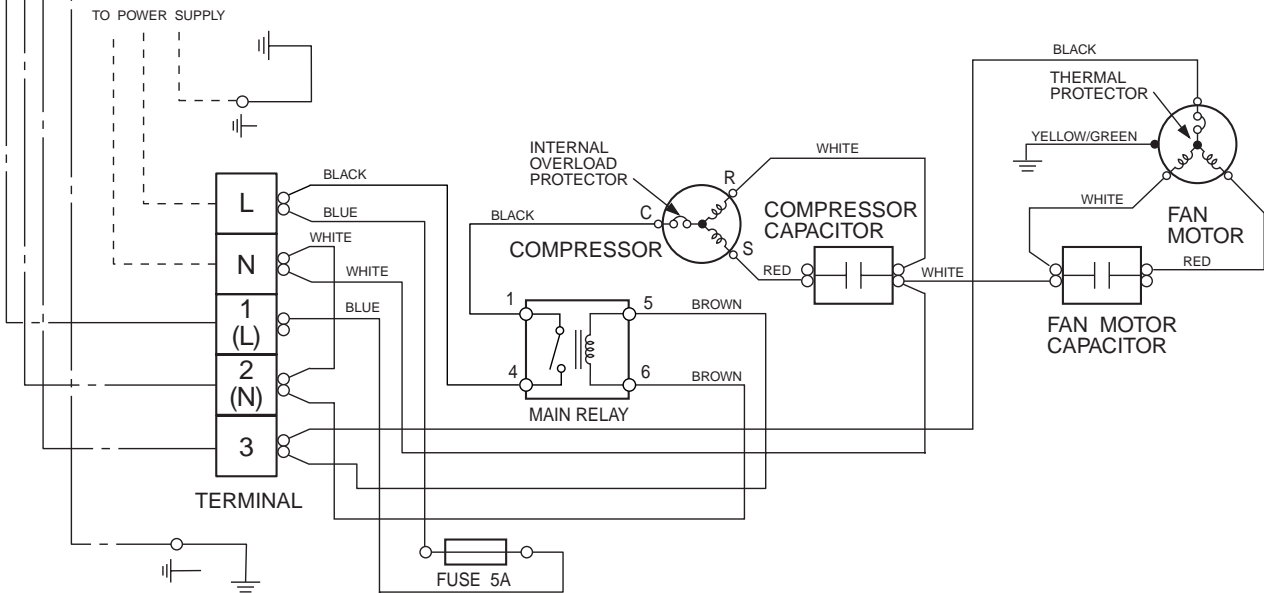 TO POWER SUPPLY
BLACK
THERMAL
PROTECTOR
YELLOW/GREEN
INTERNAL
OVERLOAD
PROTECTOR
WHITE
R
BLACK
L
BLUE
BLACK
C
S
COMPRESSOR
COMPRESSOR
CAPACITOR
WHITE
FAN
MOTOR
WHITE
N
WHITE
RED
WHITE
RED
1
(L)
BLUE
1
5
BROWN
FAN MOTOR
CAPACITOR
2
(N)
4
6
BROWN
MAIN RELAY
3
TERMINAL
FUSE 5A